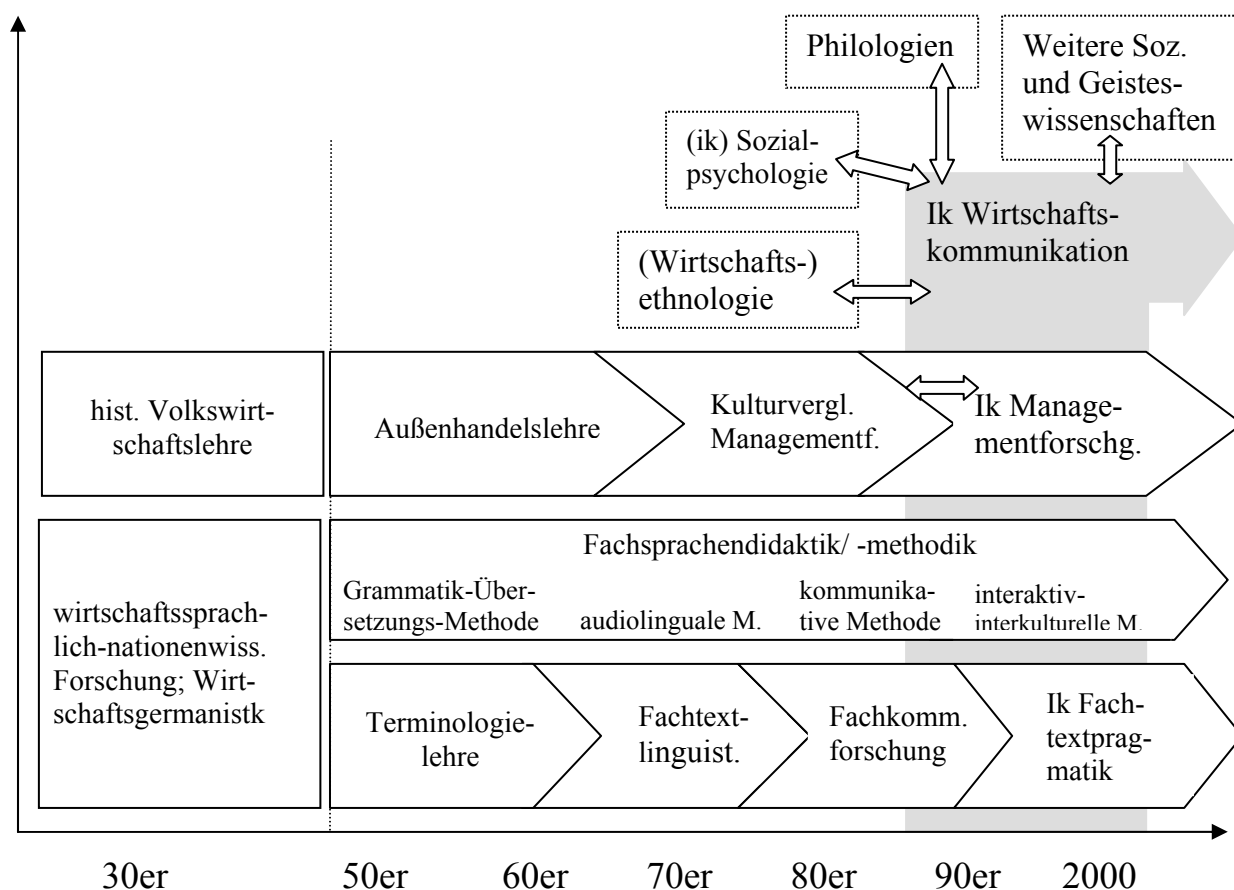 Philologien
Weitere Soz.
und Geistes-
wissenschaften
(ik) Sozial-
psychologie
Ik Wirtschafts-
kommunikation
(Wirtschafts-)
ethnologie
hist. Volkswirt-
schaftslehre
Außenhandelslehre
Kulturvergl.
Managementf.
Ik Manage-
mentforschg.
wirtschaftssprach-
lich-nationenwiss.
Forschung; Wirt-
schaftsgermanistk
Fachsprachendidaktik/ -methodik
Grammatik-Über-
setzungs-Methode
audiolinguale M.
kommunika-
tive Methode
interaktiv-
interkulturelle M.
Terminologie-
lehre
Fachtext-
linguist.
Fachkomm.
forschung
Ik Fach-
textprag-
matik
30er 50er 60er 70er 80er 90er 2000